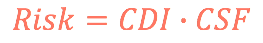 Risk = CDI · CSF